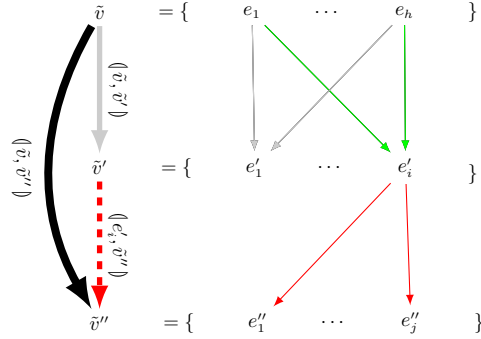 ṽ = { e₁ ⋯ eₕ }
⦇ṽ, ṽ′⦈
⦇ṽ, ṽ″⦈
ṽ′ = { e′₁ ⋯ e′ᵢ }
⦇e′ᵢ, ṽ″⦈
ṽ″ = { e″₁ ⋯ e″ⱼ }